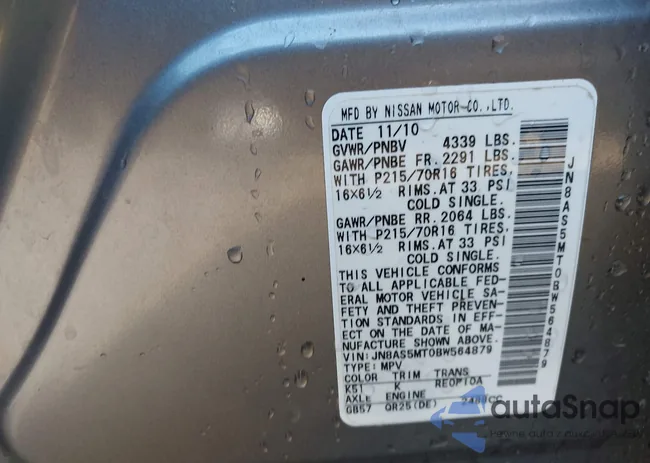 MFD BY NISSAN MOTOR CO.,LTD.
DATE 11/10
GVWR/PNBV 4339 LBS.
GAWR/PNBE FR. 2291 LBS.
WITH P215/70R16 TIRES,
16X6½ RIMS.AT 33 PSI
COLD SINGLE.
GAWR/PNBE RR. 2064 LBS.
WITH P215/70R16 TIRES,
16X6½ RIMS.AT 33 PSI
COLD SINGLE.
THIS VEHICLE CONFORMS
TO ALL APPLICABLE FED-
ERAL MOTOR VEHICLE SA-
FETY AND THEFT PREVEN-
TION STANDARDS IN EFF-
ECT ON THE DATE OF MA-
NUFACTURE SHOWN ABOVE.
VIN:JN8AS5MT0BW564879
TYPE: MPV
COLOR TRIM TRANS
K51 K REOF10A
AXLE ENGINE
GB57 QR25(DE) 2488CC
JN8AS5MT0BW564879
autoSnap